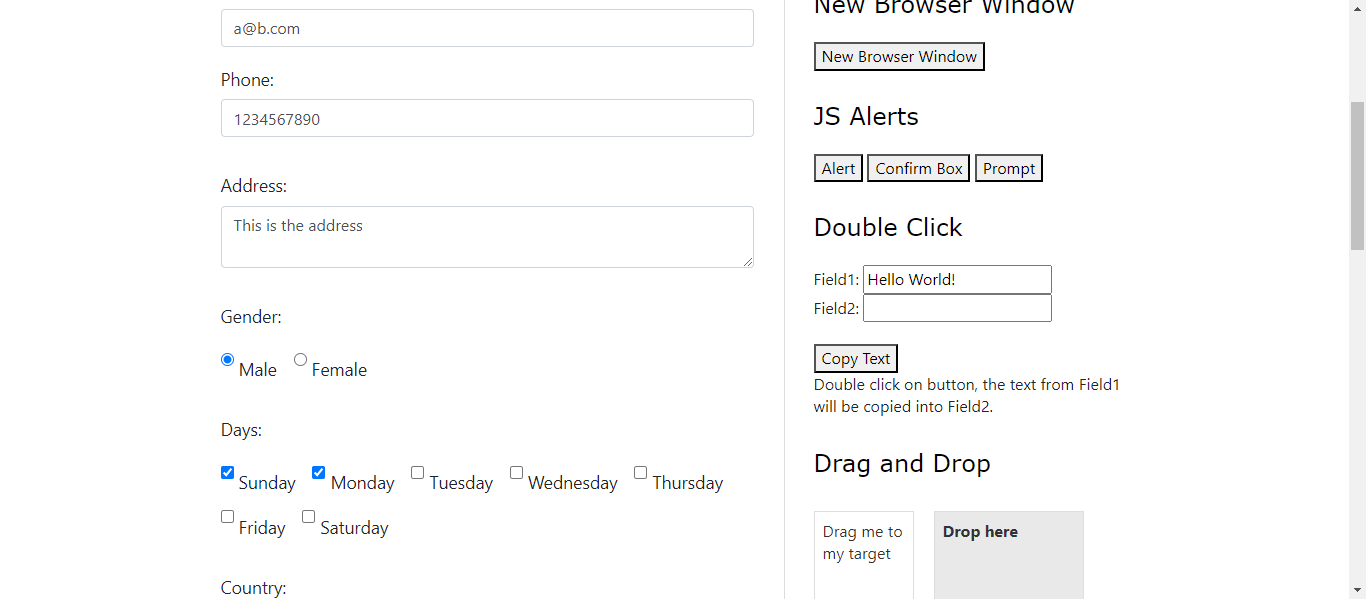 a@b.com
Phone:
1234567890
Address:
This is the address
Gender:
Male Female
Days:
Sunday Monday Tuesday Wednesday Thursday
Friday Saturday
Country:
New Browser Window
New Browser Window
JS Alerts
Alert Confirm Box Prompt
Double Click
Field1: Hello World!
Field2:
Copy Text
Double click on button, the text from Field1
will be copied into Field2.
Drag and Drop
Drag me to
my target
Drop here